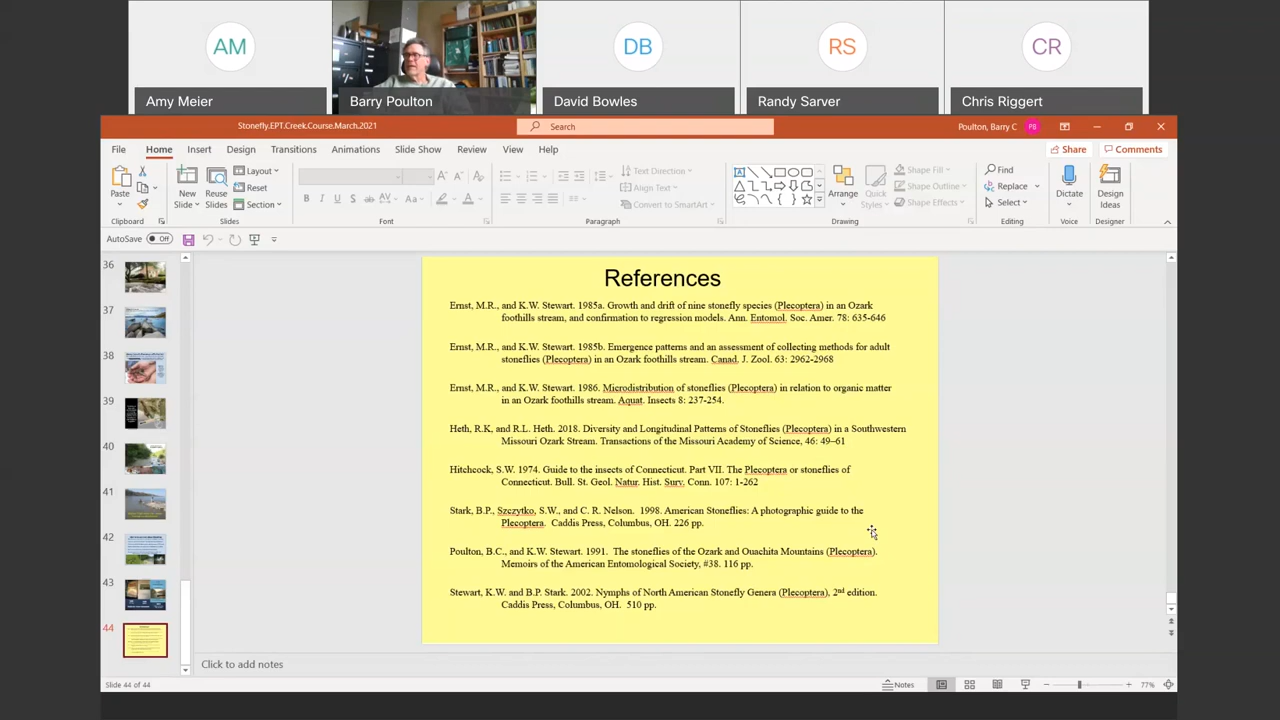 AM
DB
RS
CR
Amy Meier
Barry Poulton
David Bowles
Randy Sarver
Chris Riggert
Stonefly.EPT.Creek.Course.March.2021
Search
Poulton, Barry C
PB
File
Home
Insert
Design
Transitions
Animations
Slide Show
Review
View
Help
Share
Comments
Paste
New
Slide
Reuse
Slides
Layout
Reset
Section
Text Direction
Align Text
Convert to SmartArt
Arrange
Quick
Styles
Shape Fill
Shape Outline
Shape Effects
Find
Replace
Select
Dictate
Design
Ideas
Clipboard
Slides
Font
Paragraph
Drawing
Editing
Voice
Designer
AutoSave Off
36
37
38
39
40
41
42
43
44
References
Ernst, M.R., and K.W. Stewart. 1985a. Growth and drift of nine stonefly species (Plecoptera) in an Ozark
foothills stream, and confirmation to regression models. Ann. Entomol. Soc. Amer. 78: 635-646
Ernst, M.R., and K.W. Stewart. 1985b. Emergence patterns and an assessment of collecting methods for adult
stoneflies (Plecoptera) in an Ozark foothills stream. Canad. J. Zool. 63: 2962-2968
Ernst, M.R., and K.W. Stewart. 1986. Microdistribution of stoneflies (Plecoptera) in relation to organic matter
in an Ozark foothills stream. Aquat. Insects 8: 237-254.
Heth, R.K, and R.L. Heth. 2018. Diversity and Longitudinal Patterns of Stoneflies (Plecoptera) in a Southwestern
Missouri Ozark Stream. Transactions of the Missouri Academy of Science, 46: 49–61
Hitchcock, S.W. 1974. Guide to the insects of Connecticut. Part VII. The Plecoptera or stoneflies of
Connecticut. Bull. St. Geol. Natur. Hist. Surv. Conn. 107: 1-262
Stark, B.P., Szczytko, S.W., and C. R. Nelson. 1998. American Stoneflies: A photographic guide to the
Plecoptera. Caddis Press, Columbus, OH. 226 pp.
Poulton, B.C., and K.W. Stewart. 1991. The stoneflies of the Ozark and Ouachita Mountains (Plecoptera).
Memoirs of the American Entomological Society, #38. 116 pp.
Stewart, K.W. and B.P. Stark. 2002. Nymphs of North American Stonefly Genera (Plecoptera), 2nd edition.
Caddis Press, Columbus, OH. 510 pp.
Click to add notes
Slide 44 of 44
Notes
77%